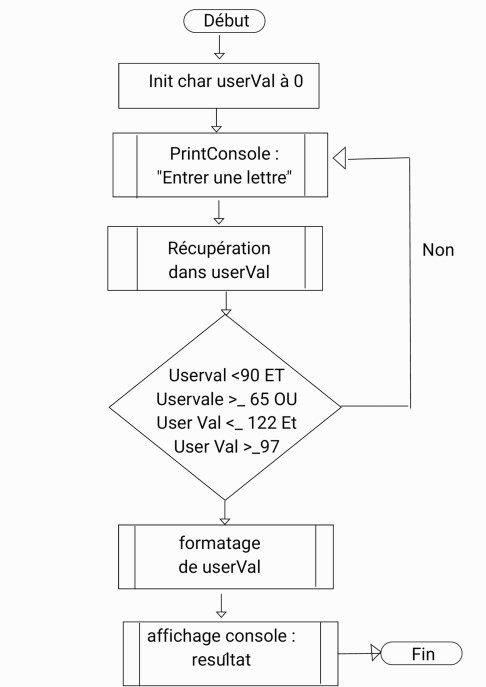 Début
Init char userVal à 0
PrintConsole :
"Entrer une lettre"
Récupération
dans userVal
Non
Userval <90 ET
Uservale >_ 65 OU
User Val <_ 122 Et
User Val >_97
formatage
de userVal
affichage console :
resultat
Fin